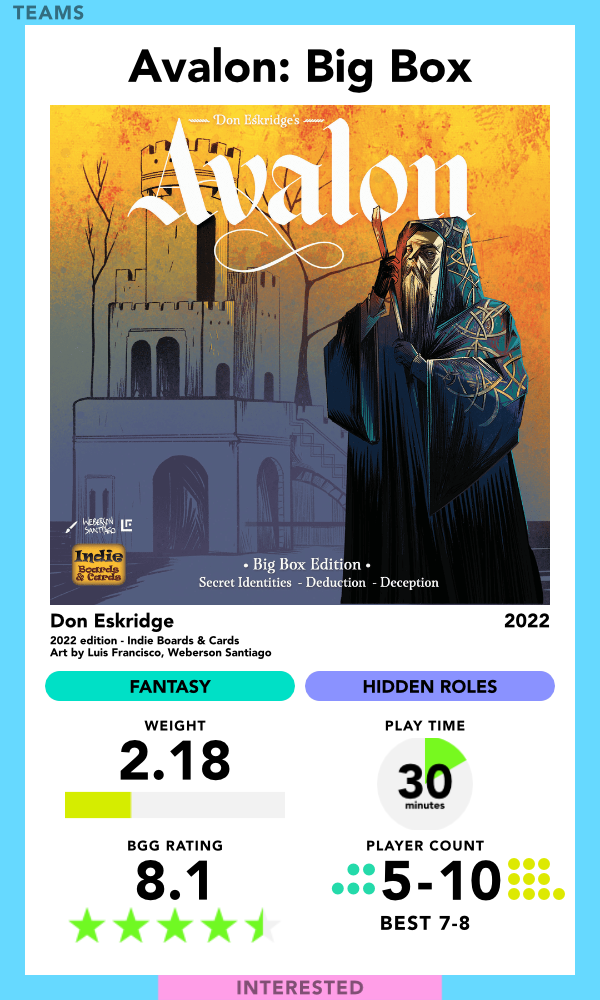 TEAMS
Avalon: Big Box
Don Eskridge's
Avalon
WEBERSON
SANTIAGO
LF
Indie
Boards
& Cards
• Big Box Edition •
Secret Identities - Deduction - Deception
Don Eskridge 2022
2022 edition - Indie Boards & Cards
Art by Luis Francisco, Weberson Santiago
FANTASY HIDDEN ROLES
WEIGHT PLAY TIME
2.18 30
minutes
BGG RATING PLAYER COUNT
8.1 5-10
BEST 7-8
INTERESTED